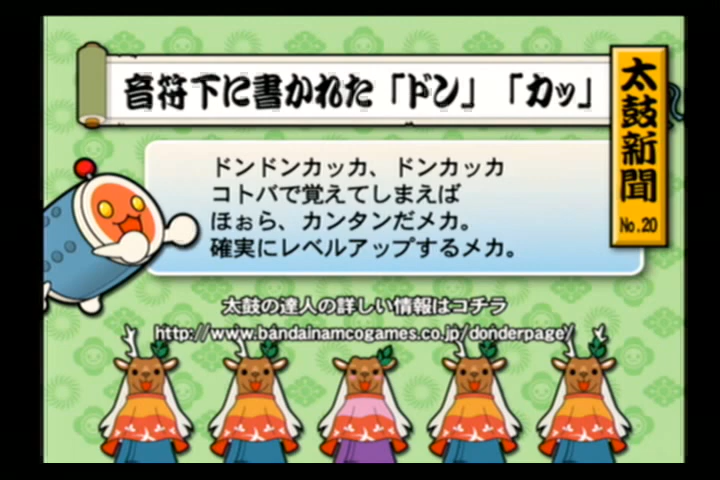 音符下に書かれた「ドン」「カッ」
太鼓新聞
No.20
ドンドンカッカ、ドンカッカ
コトバで覚えてしまえば
ほぉら、カンタンだメカ。
確実にレベルアップするメカ。
太鼓の達人の詳しい情報はコチラ
http://www.bandainamcogames.co.jp/donderpage/